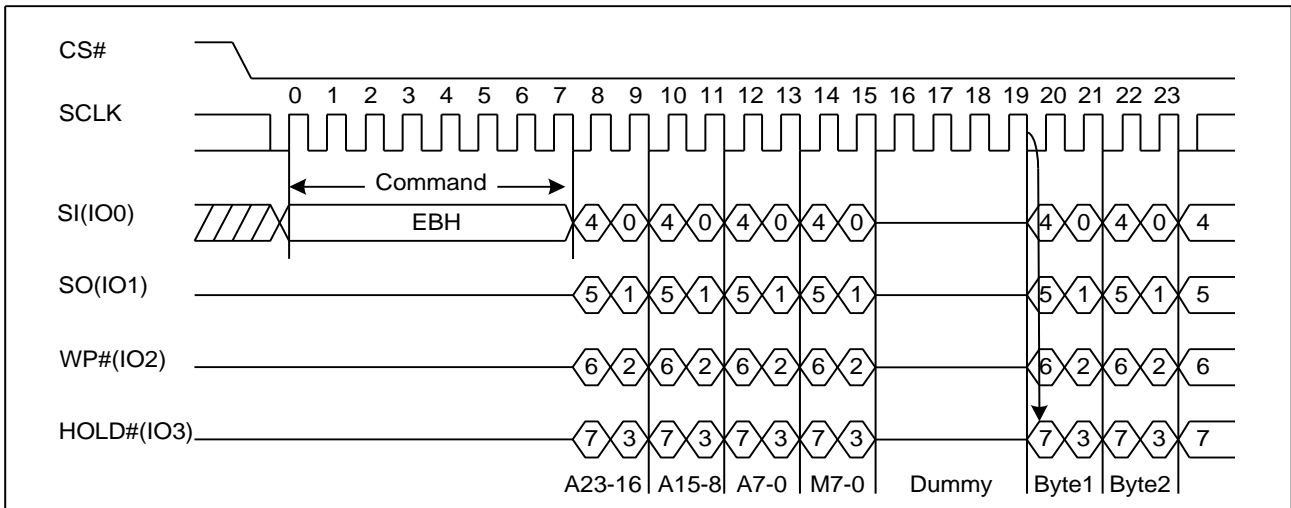 CS#
0 1 2 3 4 5 6 7 8 9 10 11 12 13 14 15 16 17 18 19 20 21 22 23
SCLK
Command
SI(IO0) EBH 4 0 4 0 4 0 4 0 4 0 4 0 4
SO(IO1) 5 1 5 1 5 1 5 1 5 1 5 1 5
WP#(IO2) 6 2 6 2 6 2 6 2 6 2 6 2 6
HOLD#(IO3) 7 3 7 3 7 3 7 3 7 3 7 3 7
A23-16 A15-8 A7-0 M7-0 Dummy Byte1 Byte2